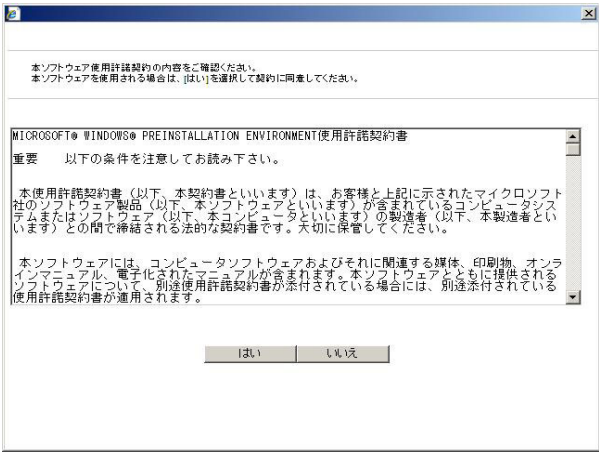 本ソフトウェア使用許諾契約の内容をご確認ください。
本ソフトウェアを使用される場合は、[はい]を選択して契約に同意してください。
MICROSOFT® WINDOWS® PREINSTALLATION ENVIRONMENT使用許諾契約書
重要　　以下の条件を注意してお読み下さい。
本使用許諾契約書（以下、本契約書といいます）は、お客様と上記に示されたマイクロソフト
社のソフトウェア製品（以下、本ソフトウェアといいます）が含まれているコンピュータシス
テムまたはソフトウェア（以下、本コンピュータといいます）の製造者（以下、本製造者とい
います）との間で締結される法的な契約書です。大切に保管してください。
本ソフトウェアには、コンピュータソフトウェアおよびそれに関連する媒体、印刷物、オンラ
インマニュアル、電子化されたマニュアルが含まれます。本ソフトウェアとともに提供される
ソフトウェアについて、別途使用許諾契約書が添付されている場合には、別途添付されている
使用許諾契約書が適用されます。
はい
いいえ